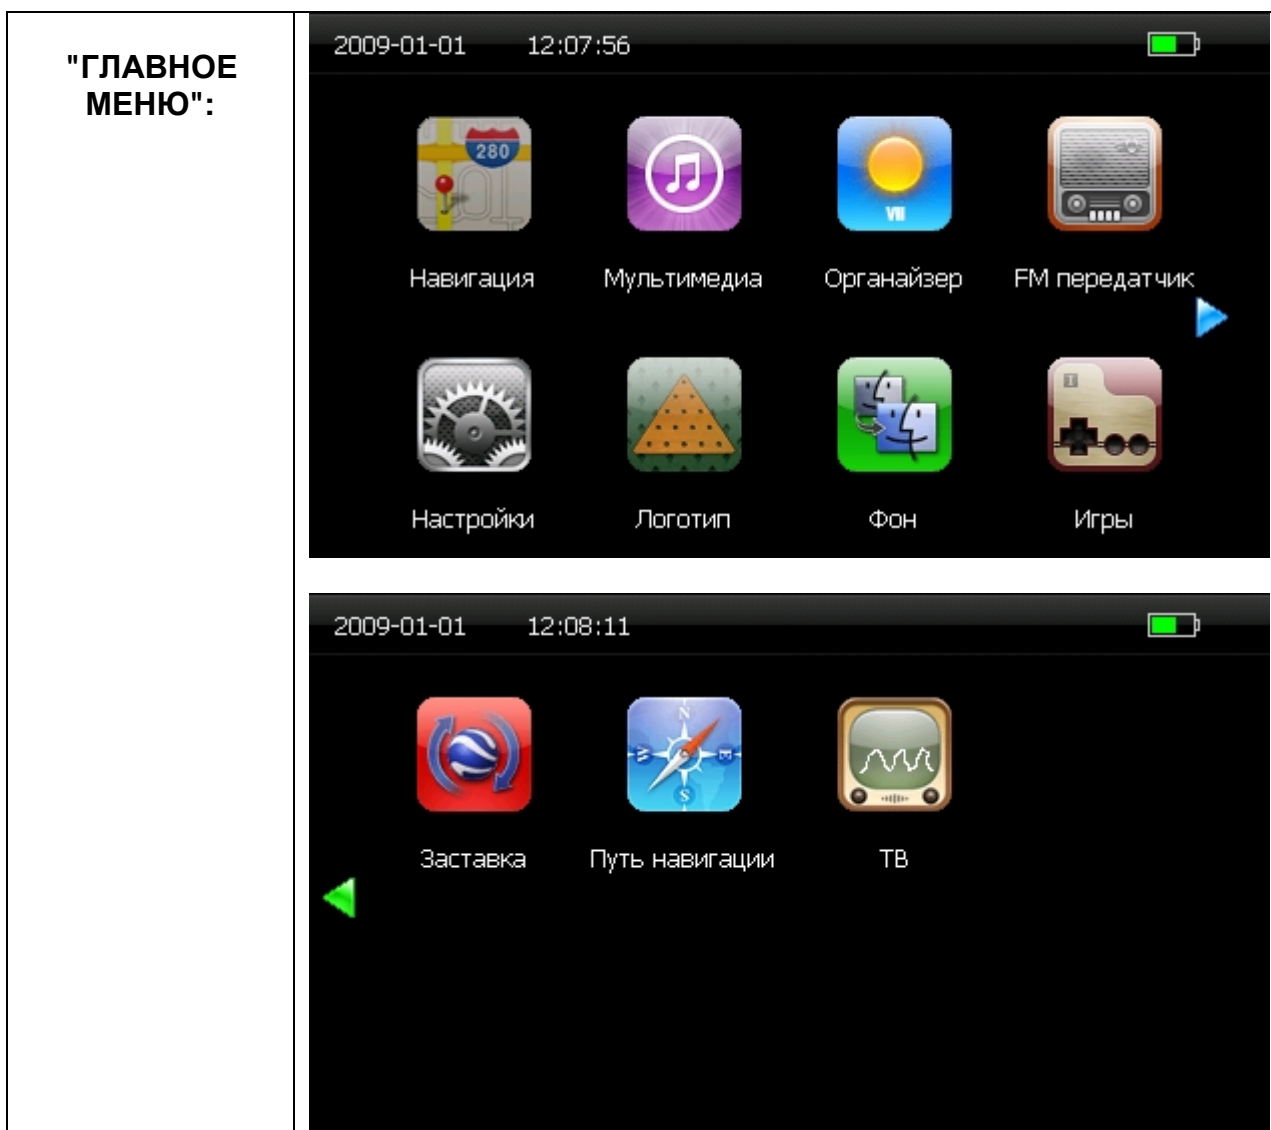 "ГЛАВНОЕ
МЕНЮ":
2009-01-01 12:07:56
280
VII
Навигация Мультимедиа Органайзер FM передатчик
I
Настройки Логотип Фон Игры
2009-01-01 12:08:11
N
W E
S
Заставка Путь навигации ТВ